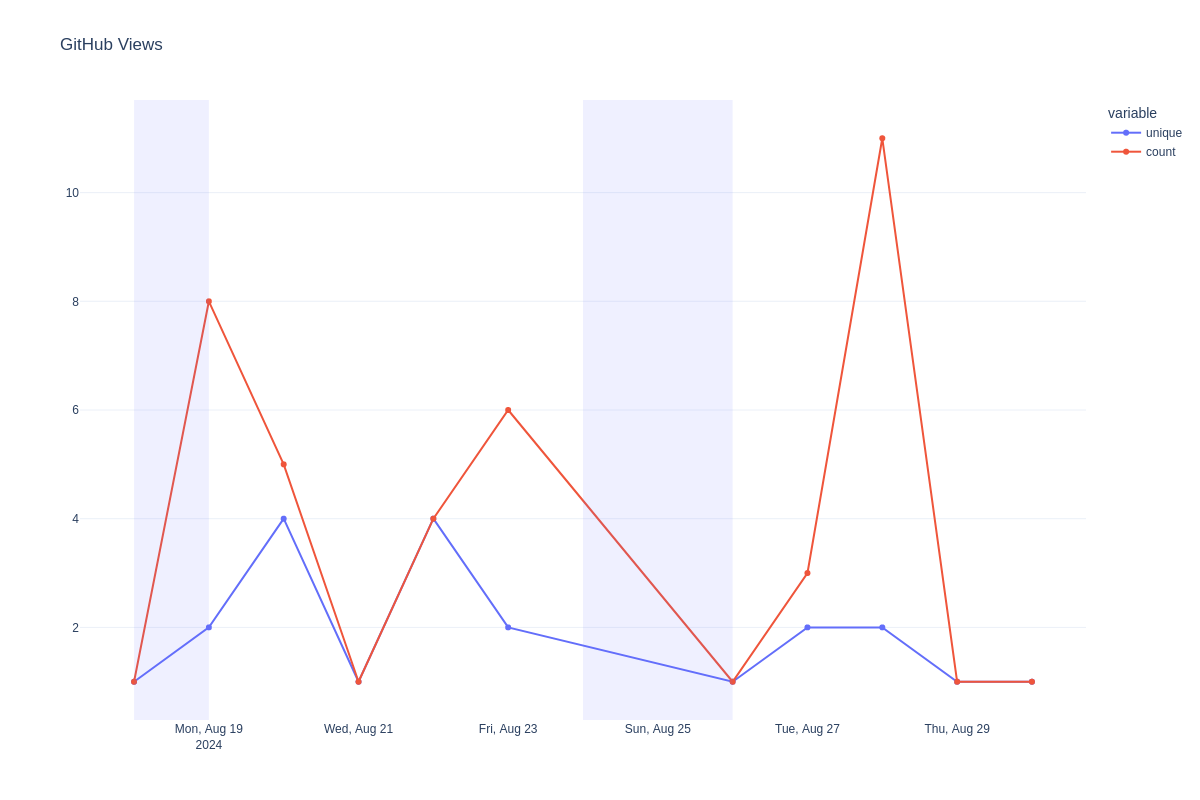 GitHub Views
variable
unique
count
10
8
6
4
2
Mon, Aug 19
2024
Wed, Aug 21
Fri, Aug 23
Sun, Aug 25
Tue, Aug 27
Thu, Aug 29